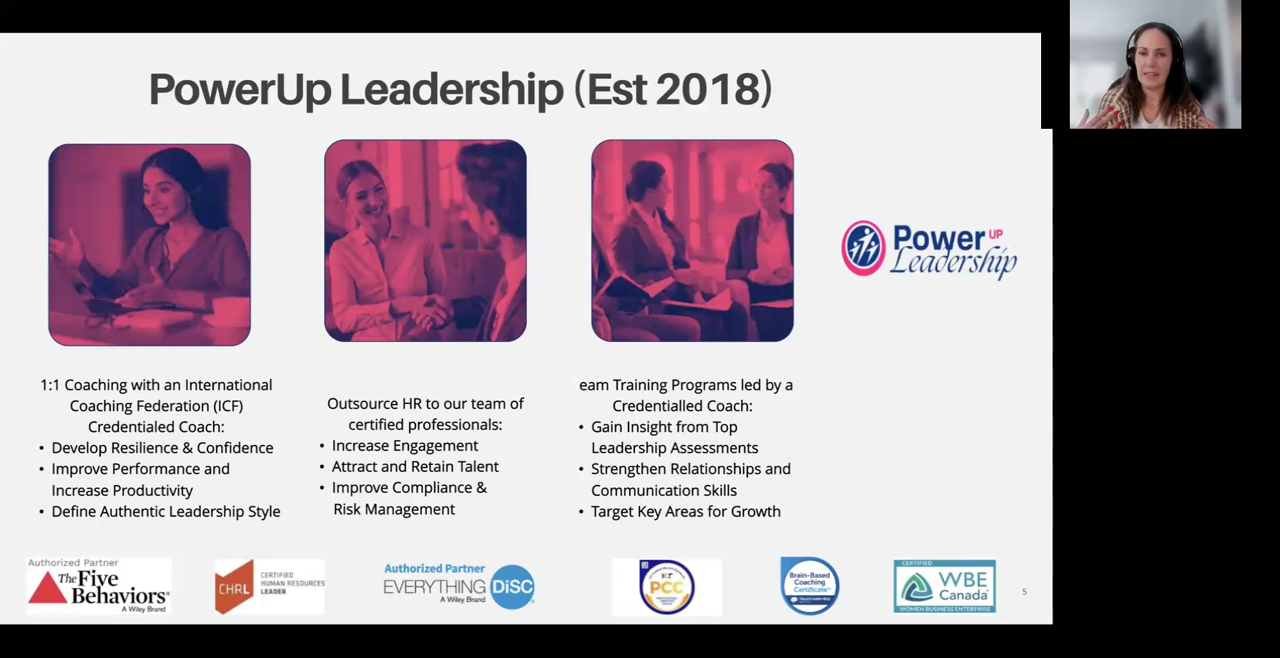 PowerUp Leadership (Est 2018)
Power UP
Leadership
1:1 Coaching with an International
Coaching Federation (ICF)
Credentialed Coach:
• Develop Resilience & Confidence
• Improve Performance and
Increase Productivity
• Define Authentic Leadership Style
Outsource HR to our team of
certified professionals:
• Increase Engagement
• Attract and Retain Talent
• Improve Compliance &
Risk Management
eam Training Programs led by a
Credentialled Coach:
• Gain Insight from Top
Leadership Assessments
• Strengthen Relationships and
Communication Skills
• Target Key Areas for Growth
Authorized Partner
The Five
Behaviors®
A Wiley Brand
CHRL
CERTIFIED
HUMAN RESOURCES
LEADER
Authorized Partner
EVERYTHING DiSC®
A Wiley Brand
ICF
PCC
Brain-Based
Coaching
Certificate
CERTIFIED
WBE
Canada
WOMEN BUSINESS ENTERPRISE
5